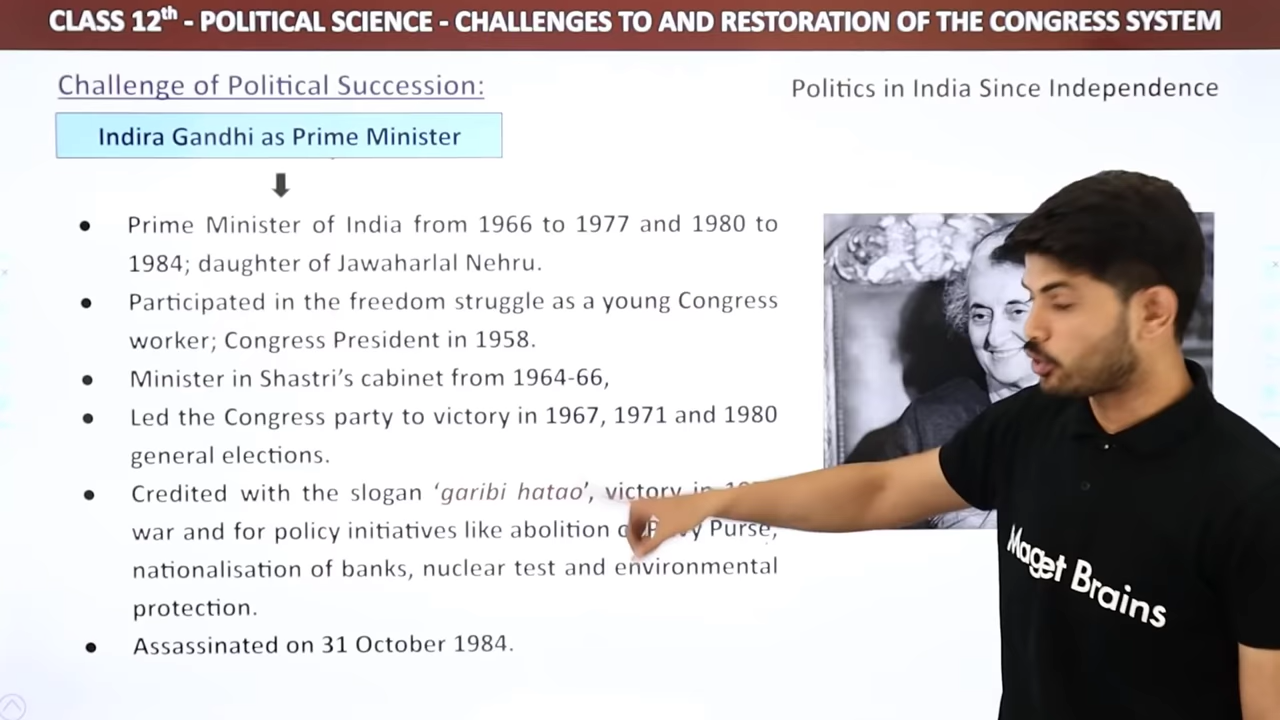 CLASS 12th - POLITICAL SCIENCE - CHALLENGES TO AND RESTORATION OF THE CONGRESS SYSTEM
Challenge of Political Succession:
Politics in India Since Independence
Indira Gandhi as Prime Minister
• Prime Minister of India from 1966 to 1977 and 1980 to
1984; daughter of Jawaharlal Nehru.
• Participated in the freedom struggle as a young Congress
worker; Congress President in 1958.
• Minister in Shastri’s cabinet from 1964-66,
• Led the Congress party to victory in 1967, 1971 and 1980
general elections.
• Credited with the slogan ‘garibi hatao’, victory in
war and for policy initiatives like abolition Purse,
nationalisation of banks, nuclear test and environmental
protection.
• Assassinated on 31 October 1984.
Maget Brains